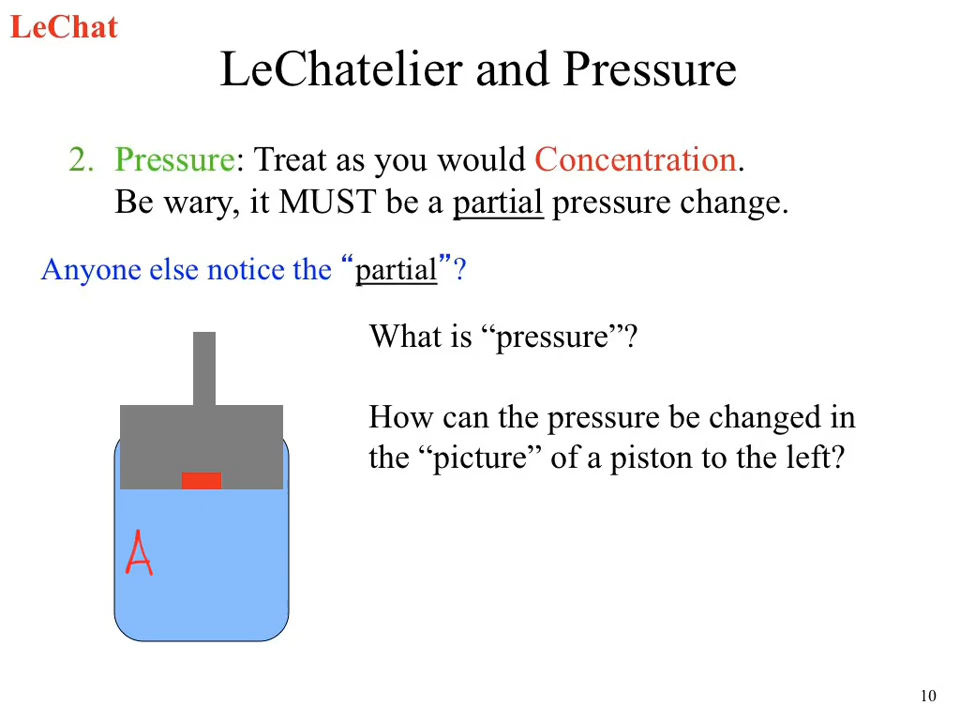 LeChat
LeChatelier and Pressure
2. Pressure: Treat as you would Concentration.
Be wary, it MUST be a partial pressure change.
Anyone else notice the “partial”?
What is “pressure”?
How can the pressure be changed in
the “picture” of a piston to the left?
A
10